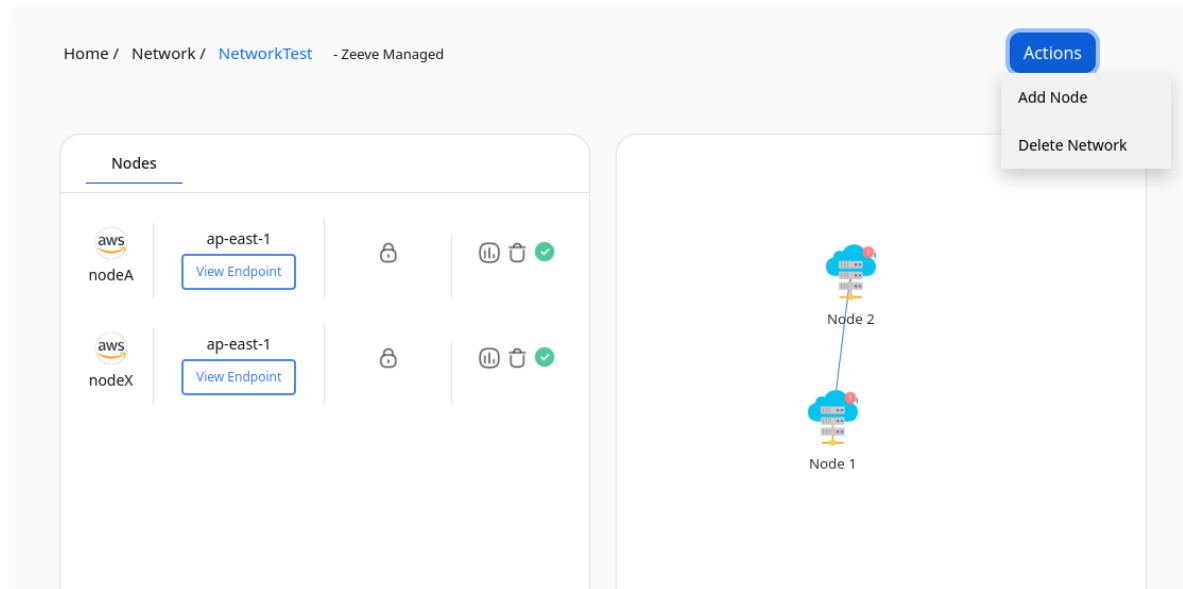 Home / Network / NetworkTest - Zeeve Managed
Actions
Add Node
Delete Network
Nodes
aws
nodeA
ap-east-1
View Endpoint
aws
nodeX
ap-east-1
View Endpoint
Node 2
Node 1